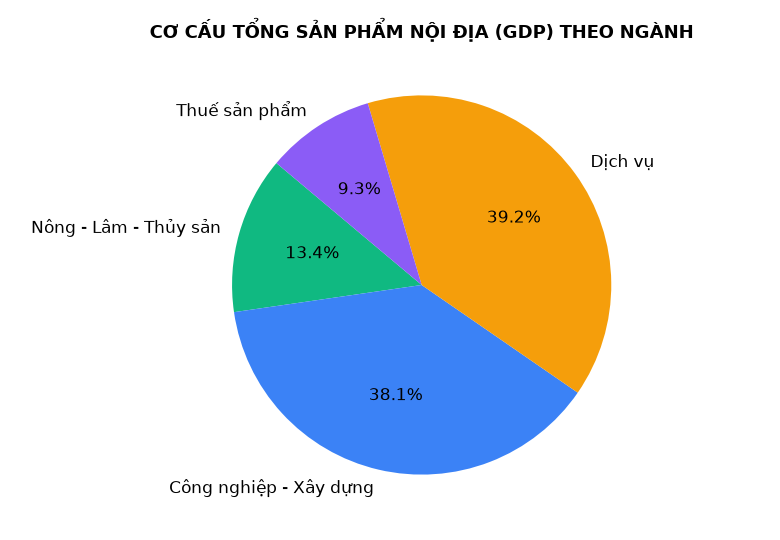 CƠ CẤU TỔNG SẢN PHẨM NỘI ĐỊA (GDP) THEO NGÀNH
Thuế sản phẩm
Dịch vụ
9.3%
39.2%
Nông - Lâm - Thủy sản
13.4%
38.1%
Công nghiệp - Xây dựng